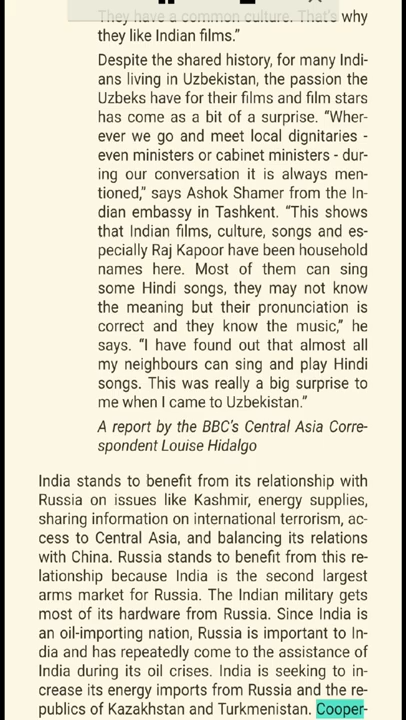 They have a common culture. That's why
they like Indian films.”
Despite the shared history, for many Indi-
ans living in Uzbekistan, the passion the
Uzbeks have for their films and film stars
has come as a bit of a surprise. “Wher-
ever we go and meet local dignitaries -
even ministers or cabinet ministers - dur-
ing our conversation it is always men-
tioned,” says Ashok Shamer from the In-
dian embassy in Tashkent. “This shows
that Indian films, culture, songs and es-
pecially Raj Kapoor have been household
names here. Most of them can sing
some Hindi songs, they may not know
the meaning but their pronunciation is
correct and they know the music,” he
says. “I have found out that almost all
my neighbours can sing and play Hindi
songs. This was really a big surprise to
me when I came to Uzbekistan.”
A report by the BBC’s Central Asia Corre-
spondent Louise Hidalgo
India stands to benefit from its relationship with
Russia on issues like Kashmir, energy supplies,
sharing information on international terrorism, ac-
cess to Central Asia, and balancing its relations
with China. Russia stands to benefit from this re-
lationship because India is the second largest
arms market for Russia. The Indian military gets
most of its hardware from Russia. Since India is
an oil-importing nation, Russia is important to In-
dia and has repeatedly come to the assistance of
India during its oil crises. India is seeking to in-
crease its energy imports from Russia and the re-
publics of Kazakhstan and Turkmenistan. Cooper-